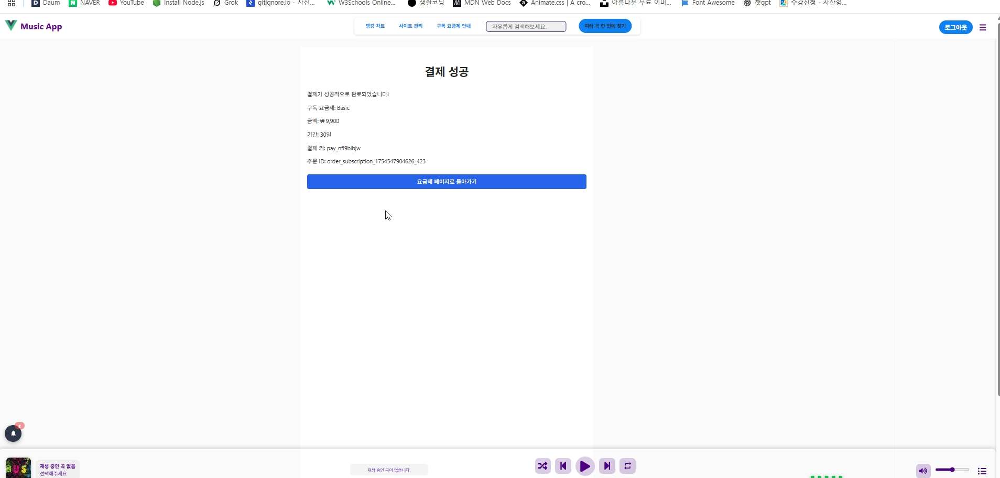 Daum NAVER YouTube Install Node.js Grok gitignore.io - 자신... W3Schools Online... 생활코딩 MDN Web Docs Animate.css | A cro... 아름다운 무료 이미... Font Awesome 챗gpt 수강신청 - 자산영...
Music App 랭킹 차트 사이트 관리 구독 요금제 안내 자유롭게 검색해보세요. 여러 곡 한 번에 찾기 로그아웃
결제 성공
결제가 성공적으로 완료되었습니다!
구독 요금제: Basic
금액: ₩ 9,900
기간: 30일
결제 키: pay_nfi9blbjw
주문 ID: order_subscription_1754547904626_423
요금제 페이지로 돌아가기
2
재생 중인 곡 없음
선택해주세요
재생 중인 곡이 없습니다.